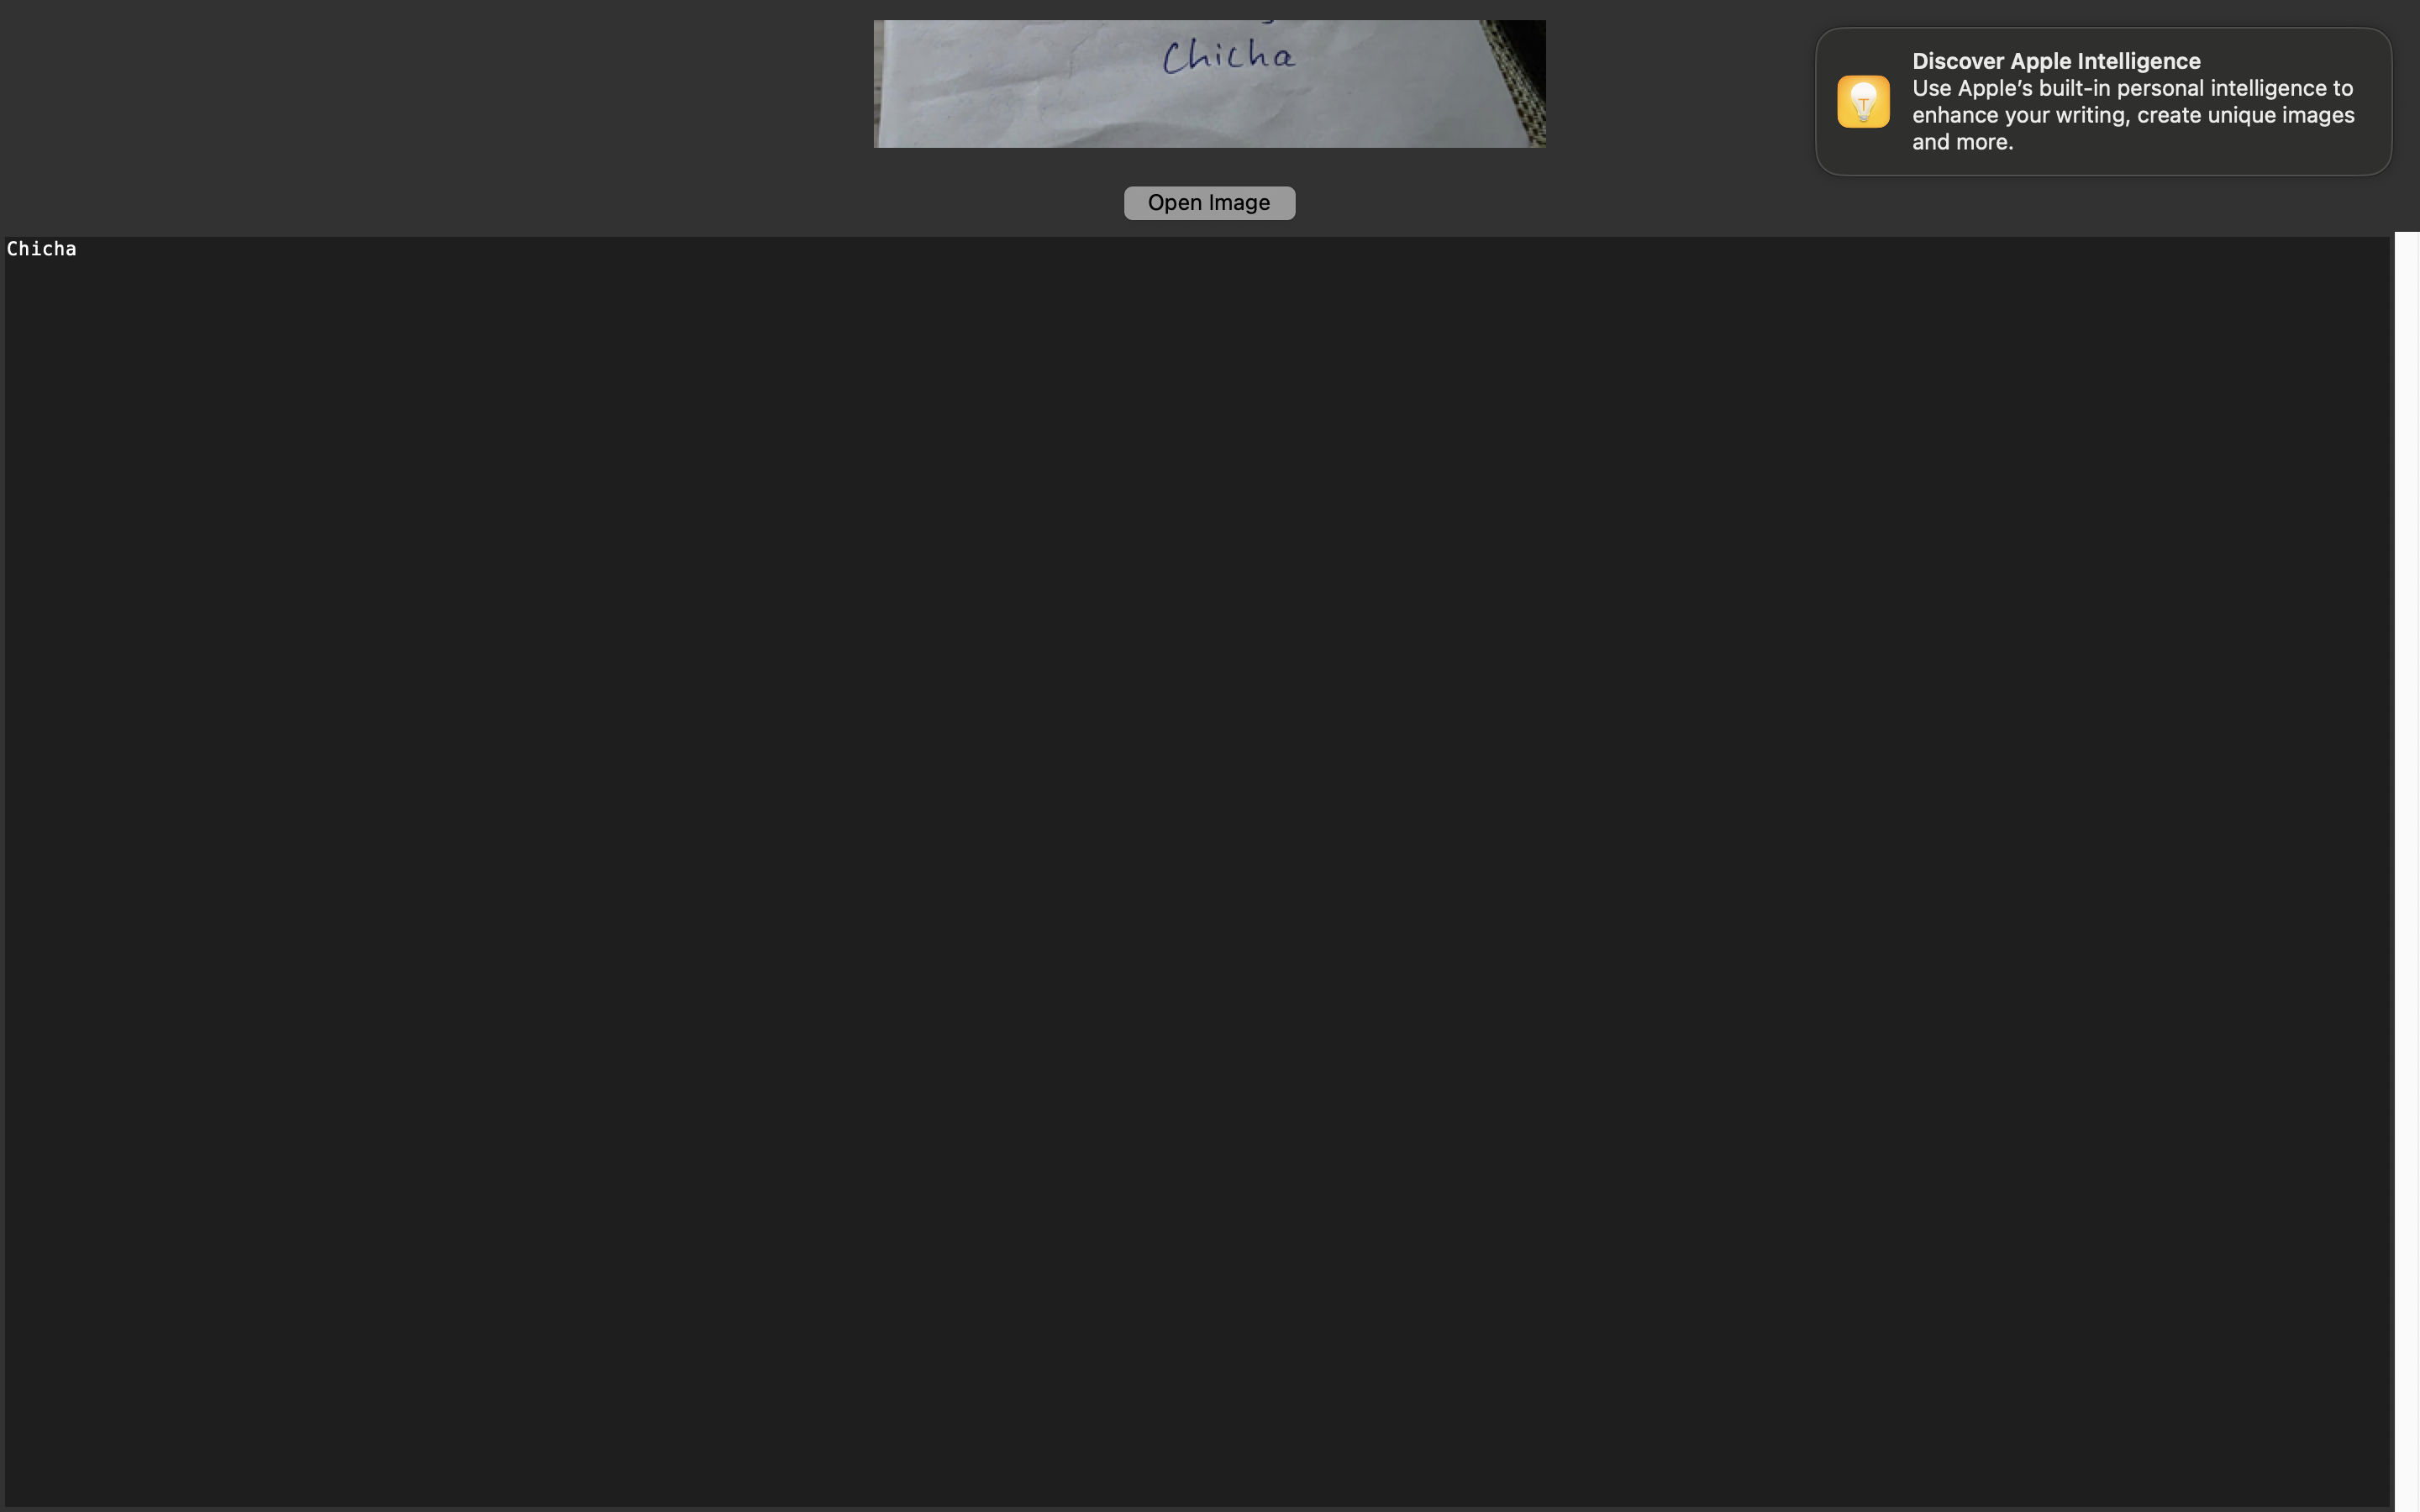 Chicha
Discover Apple Intelligence
Use Apple’s built-in personal intelligence to
enhance your writing, create unique images
and more.
Open Image
Chicha